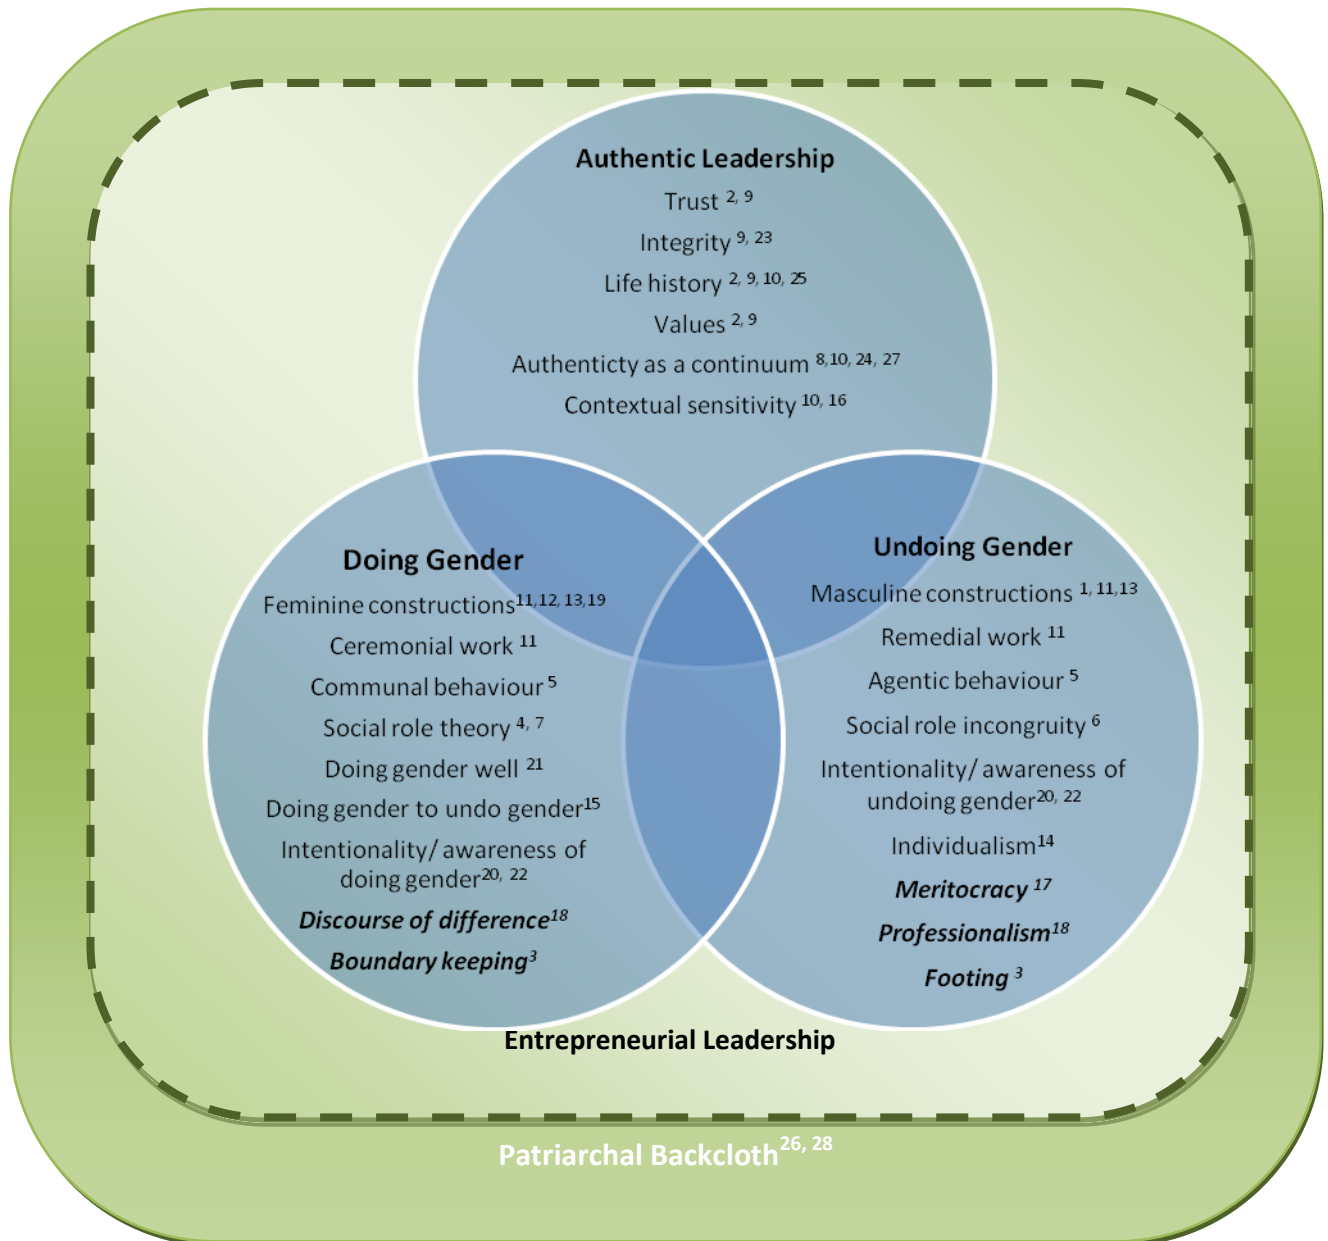 Authentic Leadership
Trust 2, 9
Integrity 9, 23
Life history 2, 9, 10, 25
Values 2, 9
Authenticty as a continuum 8,10, 24, 27
Contextual sensitivity 10, 16
Doing Gender
Feminine constructions11,12, 13,19
Ceremonial work 11
Communal behaviour 5
Social role theory 4, 7
Doing gender well 21
Doing gender to undo gender15
Intentionality/ awareness of
doing gender20, 22
Discourse of difference18
Boundary keeping3
Undoing Gender
Masculine constructions 1, 11,13
Remedial work 11
Agentic behaviour 5
Social role incongruity 6
Intentionality/ awareness of
undoing gender20, 22
Individualism14
Meritocracy 17
Professionalism18
Footing 3
Entrepreneurial Leadership
Patriarchal Backcloth26, 28